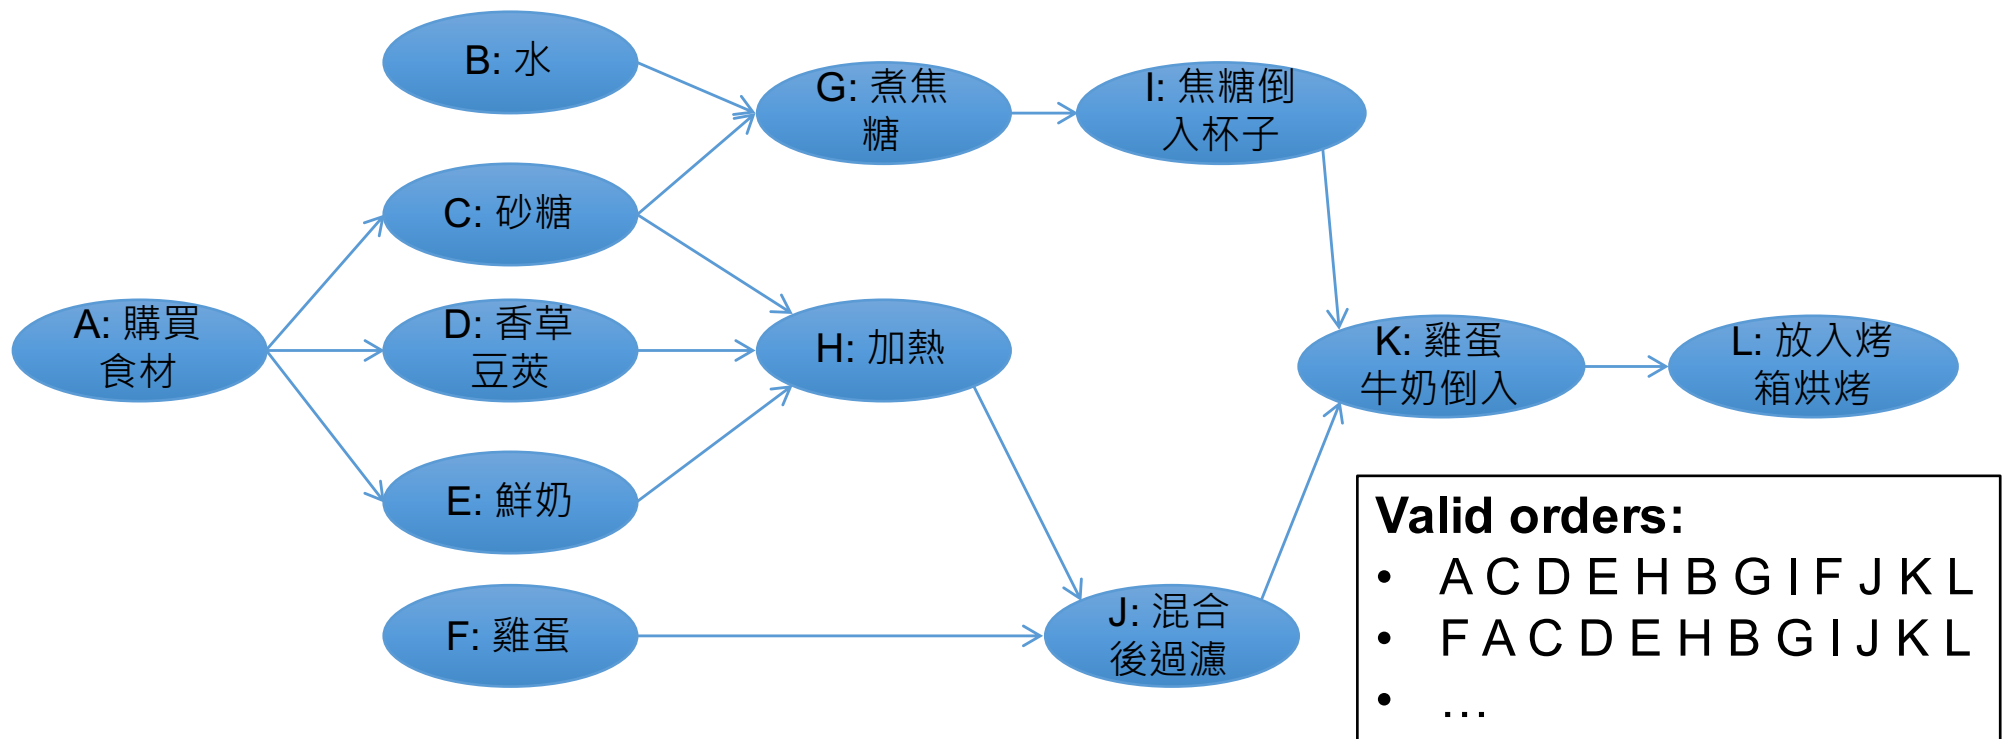 B: 水
G: 煮焦
糖
I: 焦糖倒
入杯子
C: 砂糖
A: 購買
食材
D: 香草
豆莢
H: 加熱
K: 雞蛋
牛奶倒入
L: 放入烤
箱烘烤
E: 鮮奶
F: 雞蛋
J: 混合
後過濾
Valid orders:
• A C D E H B G I F J K L
• F A C D E H B G I J K L
• …